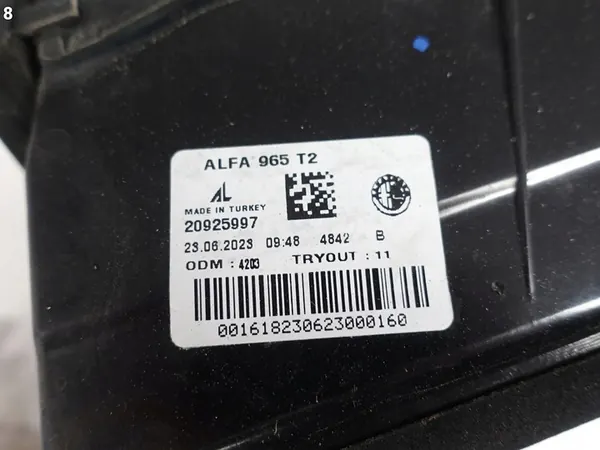 8
ALFA 965 T2
AL
MADE IN TURKEY
20925997
23.06.2023 09:48 4842 B
ODM : 4203 TRYOUT : 11
001618230623000160